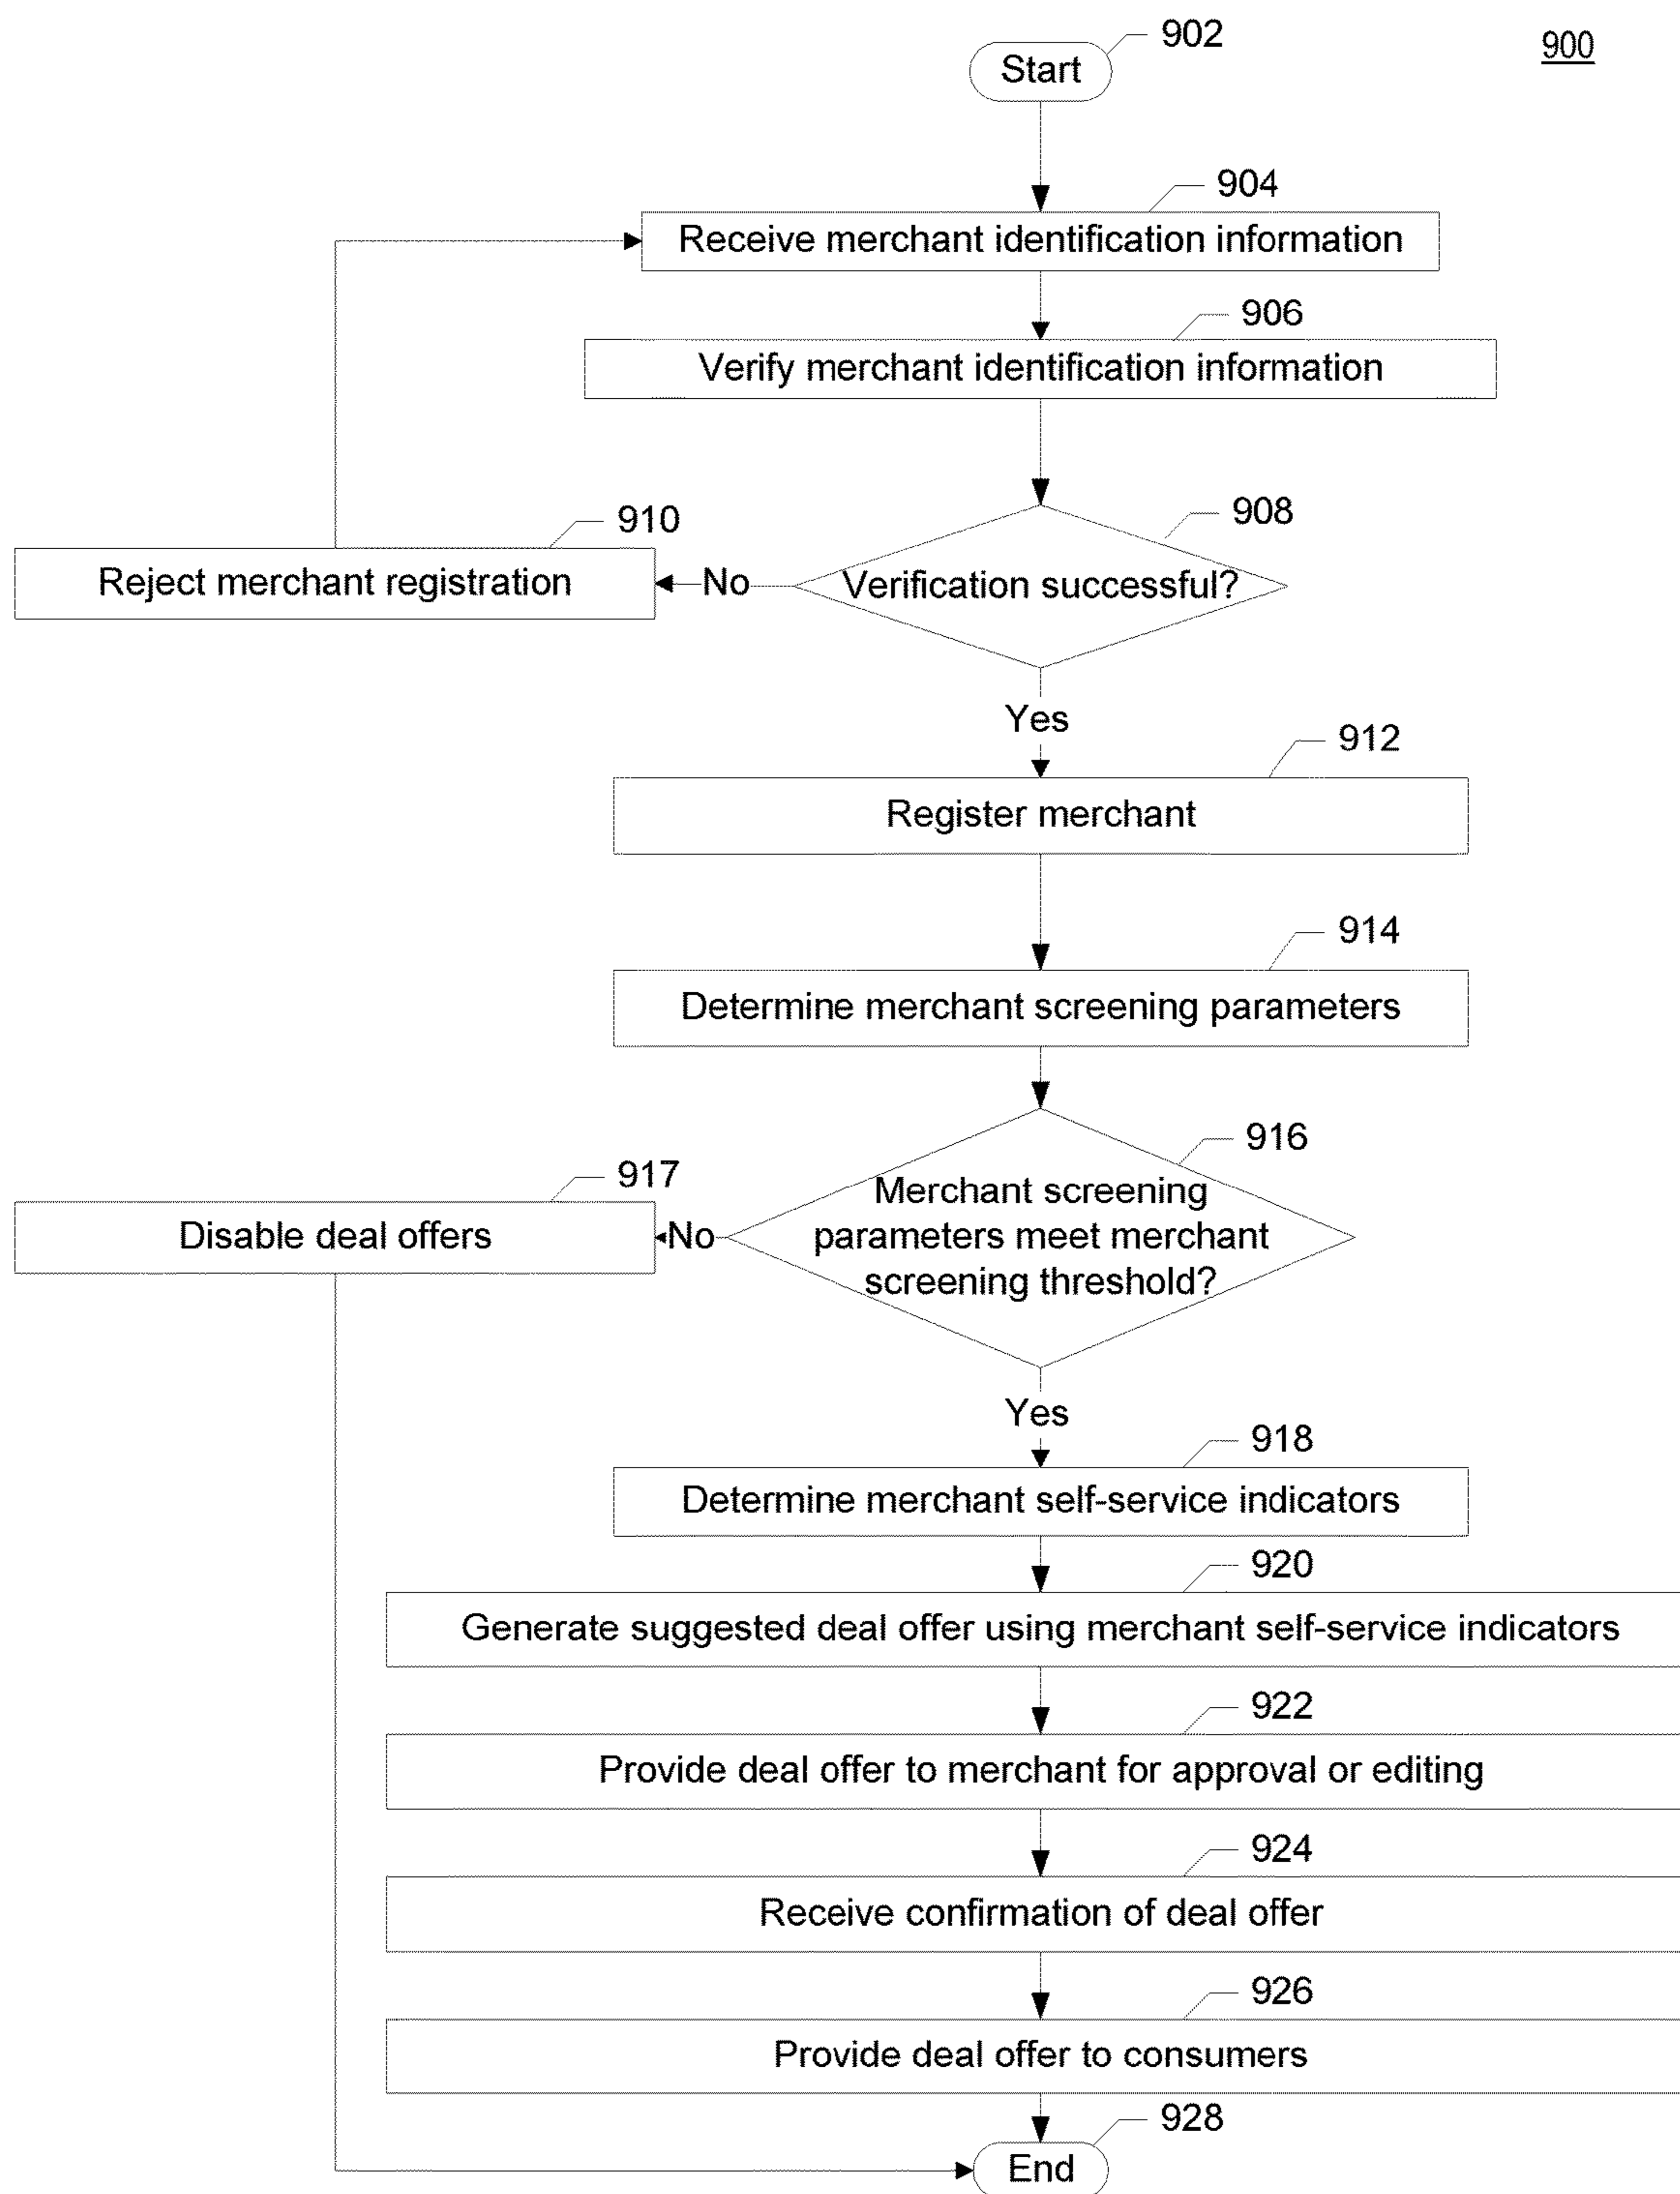 902
900
Start
904
Receive merchant identification information
906
Verify merchant identification information
908
910
Verification successful?
No
Reject merchant registration
Yes
912
Register merchant
914
Determine merchant screening parameters
916
917
Merchant screening
parameters meet merchant
screening threshold?
No
Disable deal offers
Yes
918
Determine merchant self-service indicators
920
Generate suggested deal offer using merchant self-service indicators
922
Provide deal offer to merchant for approval or editing
924
Receive confirmation of deal offer
926
Provide deal offer to consumers
928
End